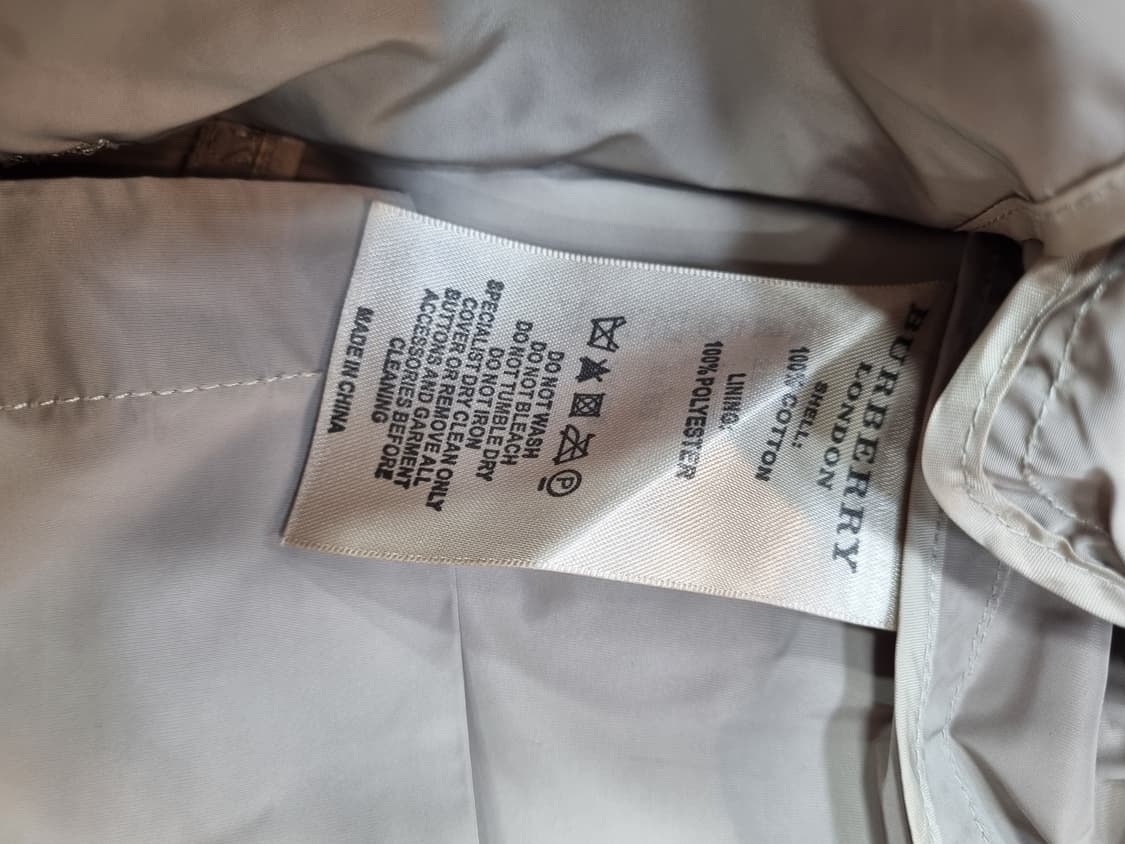 BURBERRY
LONDON
SHELL:
100% COTTON
LINING:
100% POLYESTER
P
DO NOT WASH
DO NOT BLEACH
DO NOT TUMBLE DRY
DO NOT IRON
SPECIALIST DRY CLEAN ONLY
COVER OR REMOVE ALL
BUTTONS AND GARMENT
ACCESSORIES BEFORE
CLEANING
MADE IN CHINA